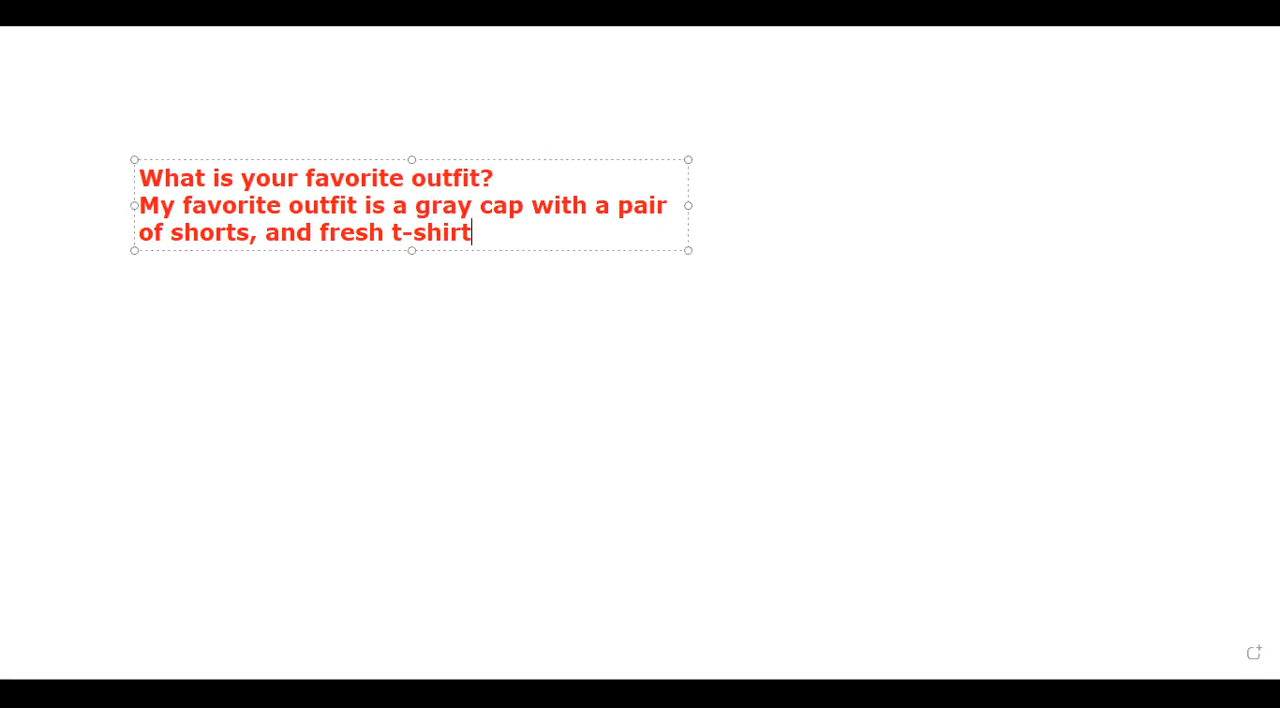 What is your favorite outfit?
My favorite outfit is a gray cap with a pair
of shorts, and fresh t-shirt